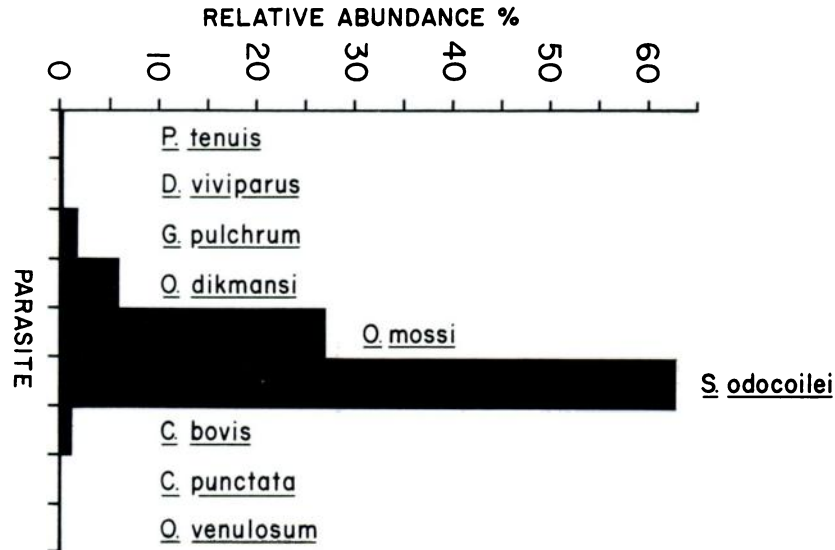 RELATIVE ABUNDANCE %
0 10 20 30 40 50 60
P. tenuis
D. viviparus
G. pulchrum
O. dikmansi
O. mossi
S. odocoilei
C. bovis
C. punctata
O. venulosum
PARASITE